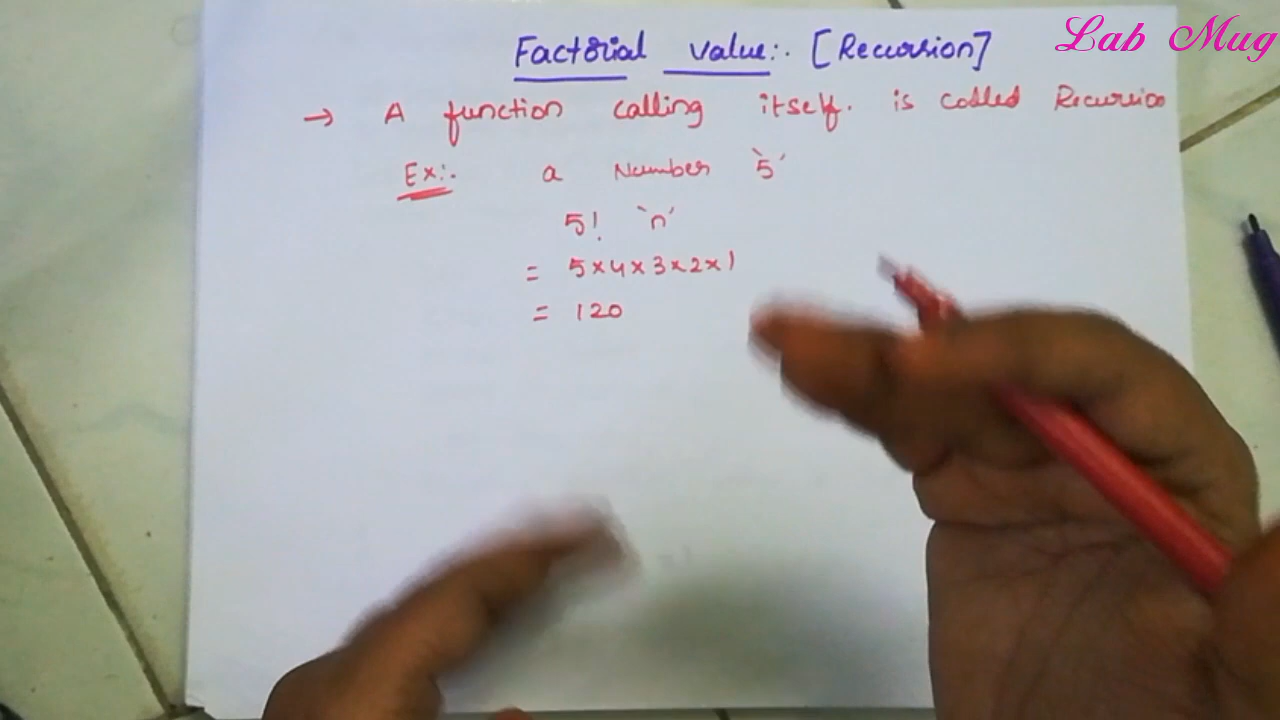 Lab Mug
Factorial value:. [Recursion]
→ A function calling itself. is called Recursion
Ex:. a Number `5´
5! `n´
= 5×4×3×2×1
= 120